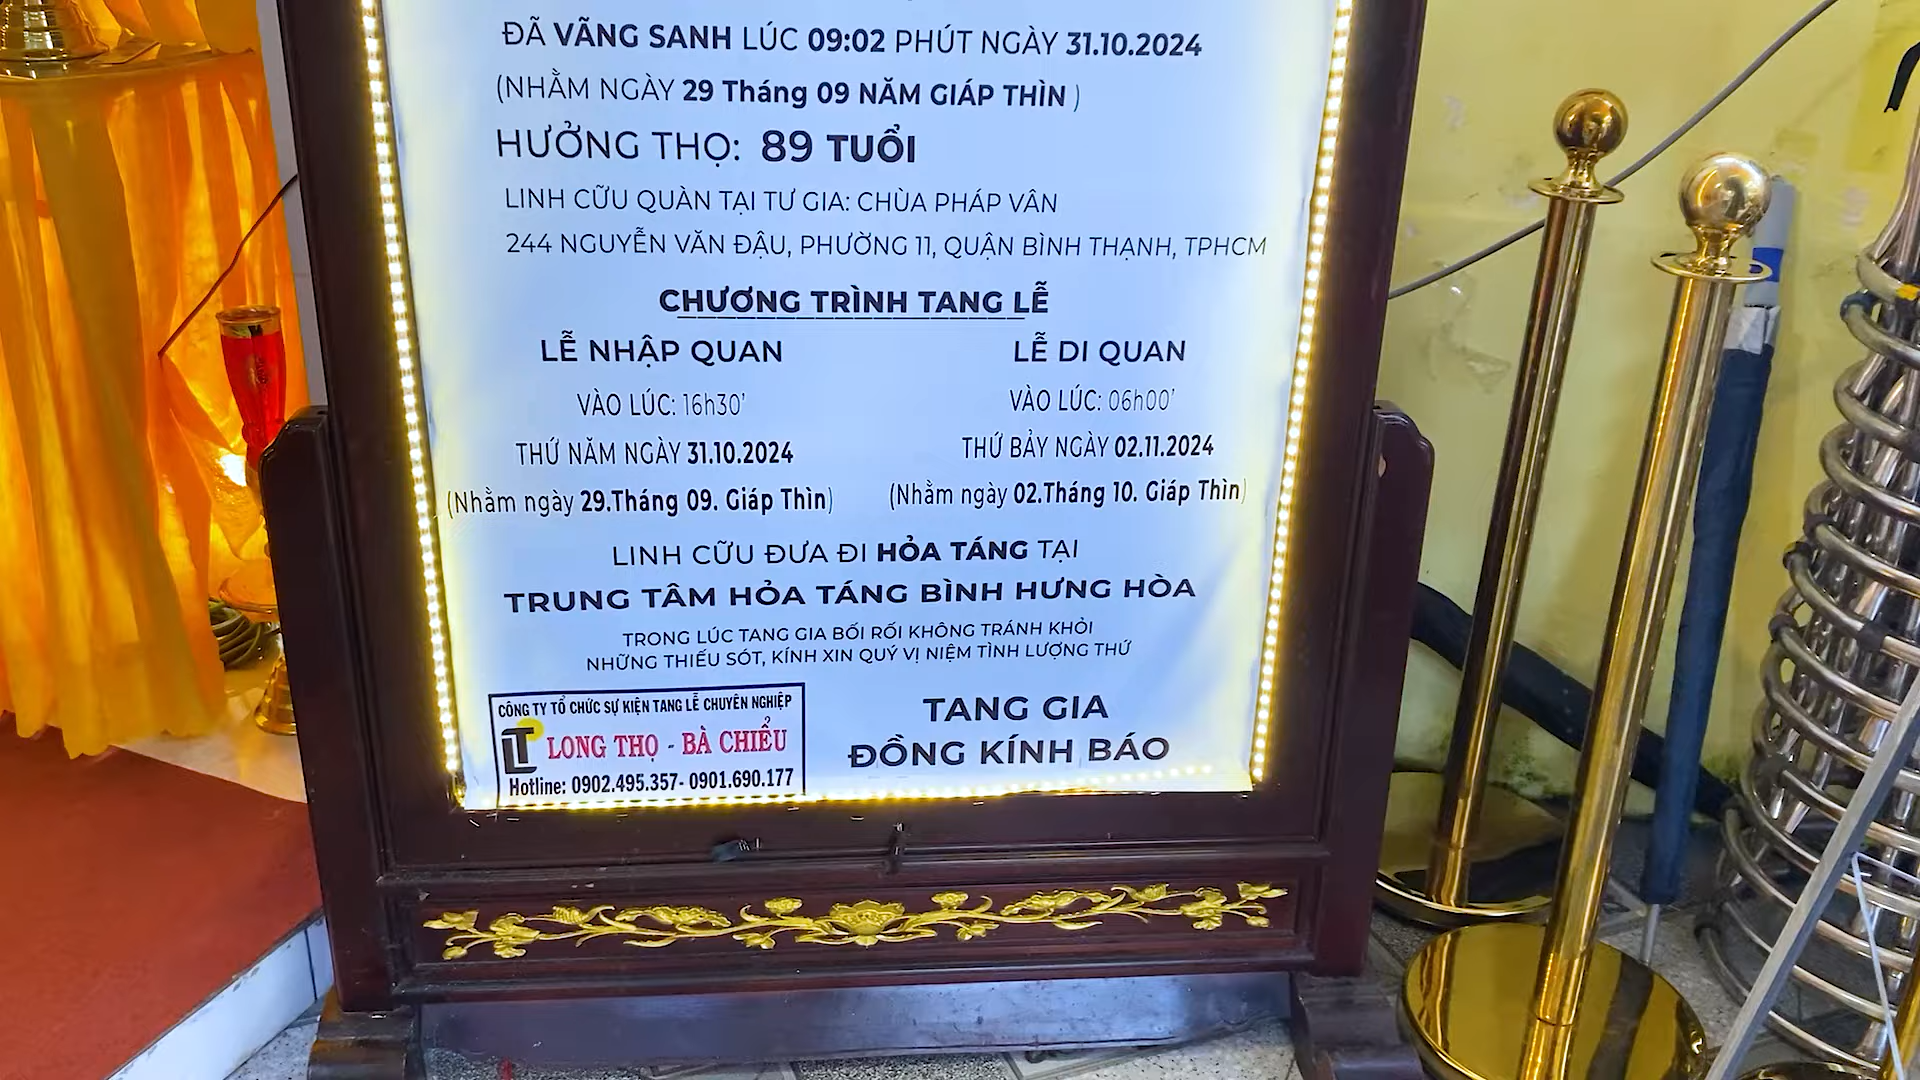 ĐÃ VÃNG SANH LÚC 09:02 PHÚT NGÀY 31.10.2024
(NHẰM NGÀY 29 Tháng 09 NĂM GIÁP THÌN )
HƯỞNG THỌ: 89 TUỔI
LINH CỮU QUÀN TẠI TƯ GIA: CHÙA PHÁP VÂN
244 NGUYỄN VĂN ĐẬU, PHƯỜNG 11, QUẬN BÌNH THẠNH, TPHCM
CHƯƠNG TRÌNH TANG LỄ
LỄ NHẬP QUAN
VÀO LÚC: 16h30'
THỨ NĂM NGÀY 31.10.2024
(Nhằm ngày 29.Tháng 09. Giáp Thìn)
LỄ DI QUAN
VÀO LÚC: 06h00'
THỨ BẢY NGÀY 02.11.2024
(Nhằm ngày 02.Tháng 10. Giáp Thìn)
LINH CỮU ĐƯA ĐI HỎA TÁNG TẠI
TRUNG TÂM HỎA TÁNG BÌNH HƯNG HÒA
TRONG LÚC TANG GIA BỐI RỐI KHÔNG TRÁNH KHỎI
NHỮNG THIẾU SÓT, KÍNH XIN QUÝ VỊ NIỆM TÌNH LƯỢNG THỨ
CÔNG TY TỔ CHỨC SỰ KIỆN TANG LỄ CHUYÊN NGHIỆP
LT LONG THỌ - BÀ CHIỂU
Hotline: 0902.495.357- 0901.690.177
TANG GIA
ĐỒNG KÍNH BÁO